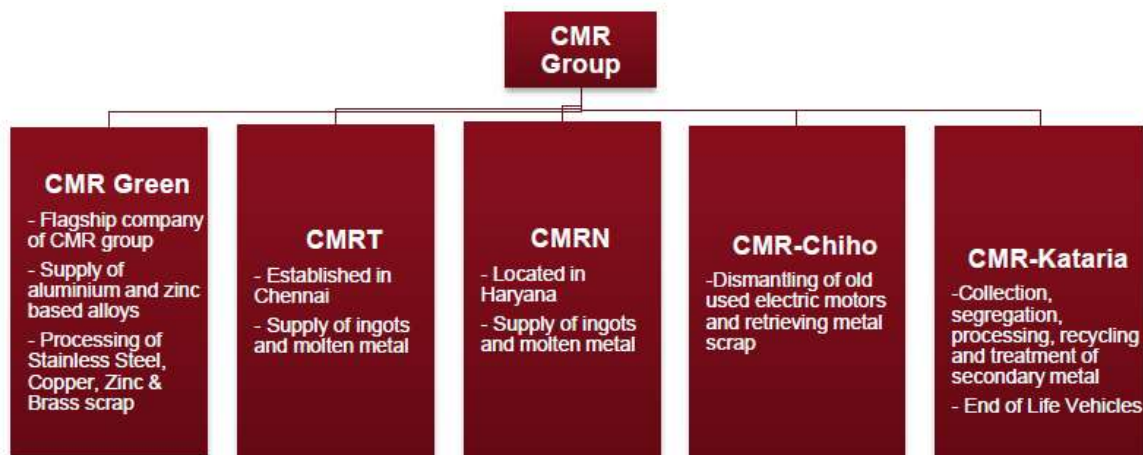 CMR
Group
CMR Green
- Flagship company
of CMR group
- Supply of
aluminium and zinc
based alloys
- Processing of
Stainless Steel,
Copper, Zinc &
Brass scrap
CMRT
- Established in
Chennai
- Supply of ingots
and molten metal
CMRN
- Located in
Haryana
- Supply of ingots
and molten metal
CMR-Chiho
-Dismantling of old
used electric motors
and retrieving metal
scrap
CMR-Kataria
-Collection,
segregation,
processing, recycling
and treatment of
secondary metal
- End of Life Vehicles